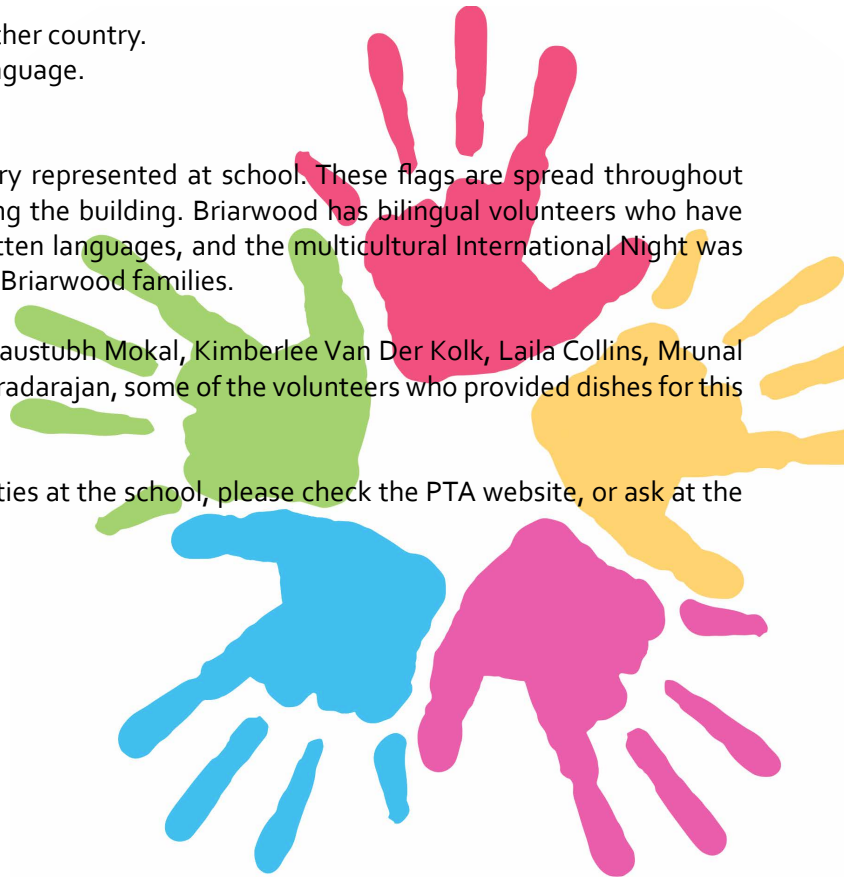 ther country.
nguage.
ry represented at school. These flags are spread throughout
ng the building. Briarwood has bilingual volunteers who have
tten languages, and the multicultural International Night was
Briarwood families.
austubh Mokal, Kimberlee Van Der Kolk, Laila Collins, Mrunal
radarajan, some of the volunteers who provided dishes for this
ties at the school, please check the PTA website, or ask at the